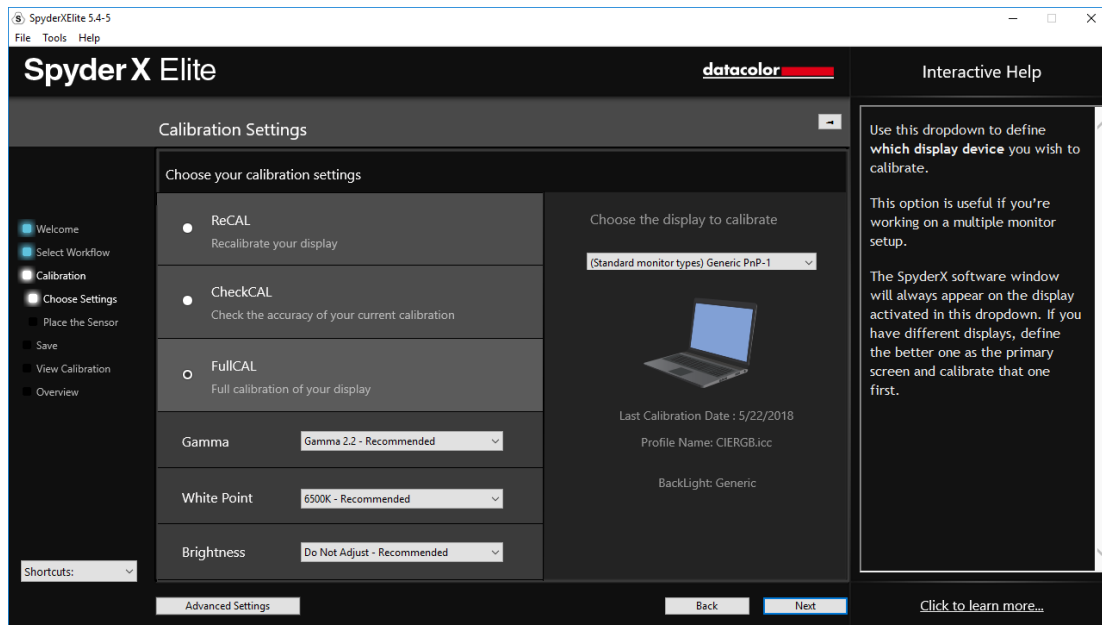 SpyderXElite 5.4-5
File Tools Help
Spyder X Elite
datacolor
Interactive Help
Calibration Settings
Choose your calibration settings
Welcome
Select Workflow
Calibration
Choose Settings
Place the Sensor
Save
View Calibration
Overview
Shortcuts:
ReCAL
Recalibrate your display
CheckCAL
Check the accuracy of your current calibration
FullCAL
Full calibration of your display
Gamma
Gamma 2.2 - Recommended
White Point
6500K - Recommended
Brightness
Do Not Adjust - Recommended
Choose the display to calibrate
(Standard monitor types) Generic PnP-1
Last Calibration Date : 5/22/2018
Profile Name: CIERGB.icc
BackLight: Generic
Advanced Settings
Back
Next
Use this dropdown to define
which display device you wish to
calibrate.
This option is useful if you're
working on a multiple monitor
setup.
The SpyderX software window
will always appear on the display
activated in this dropdown. If you
have different displays, define
the better one as the primary
screen and calibrate that one
first.
Click to learn more...